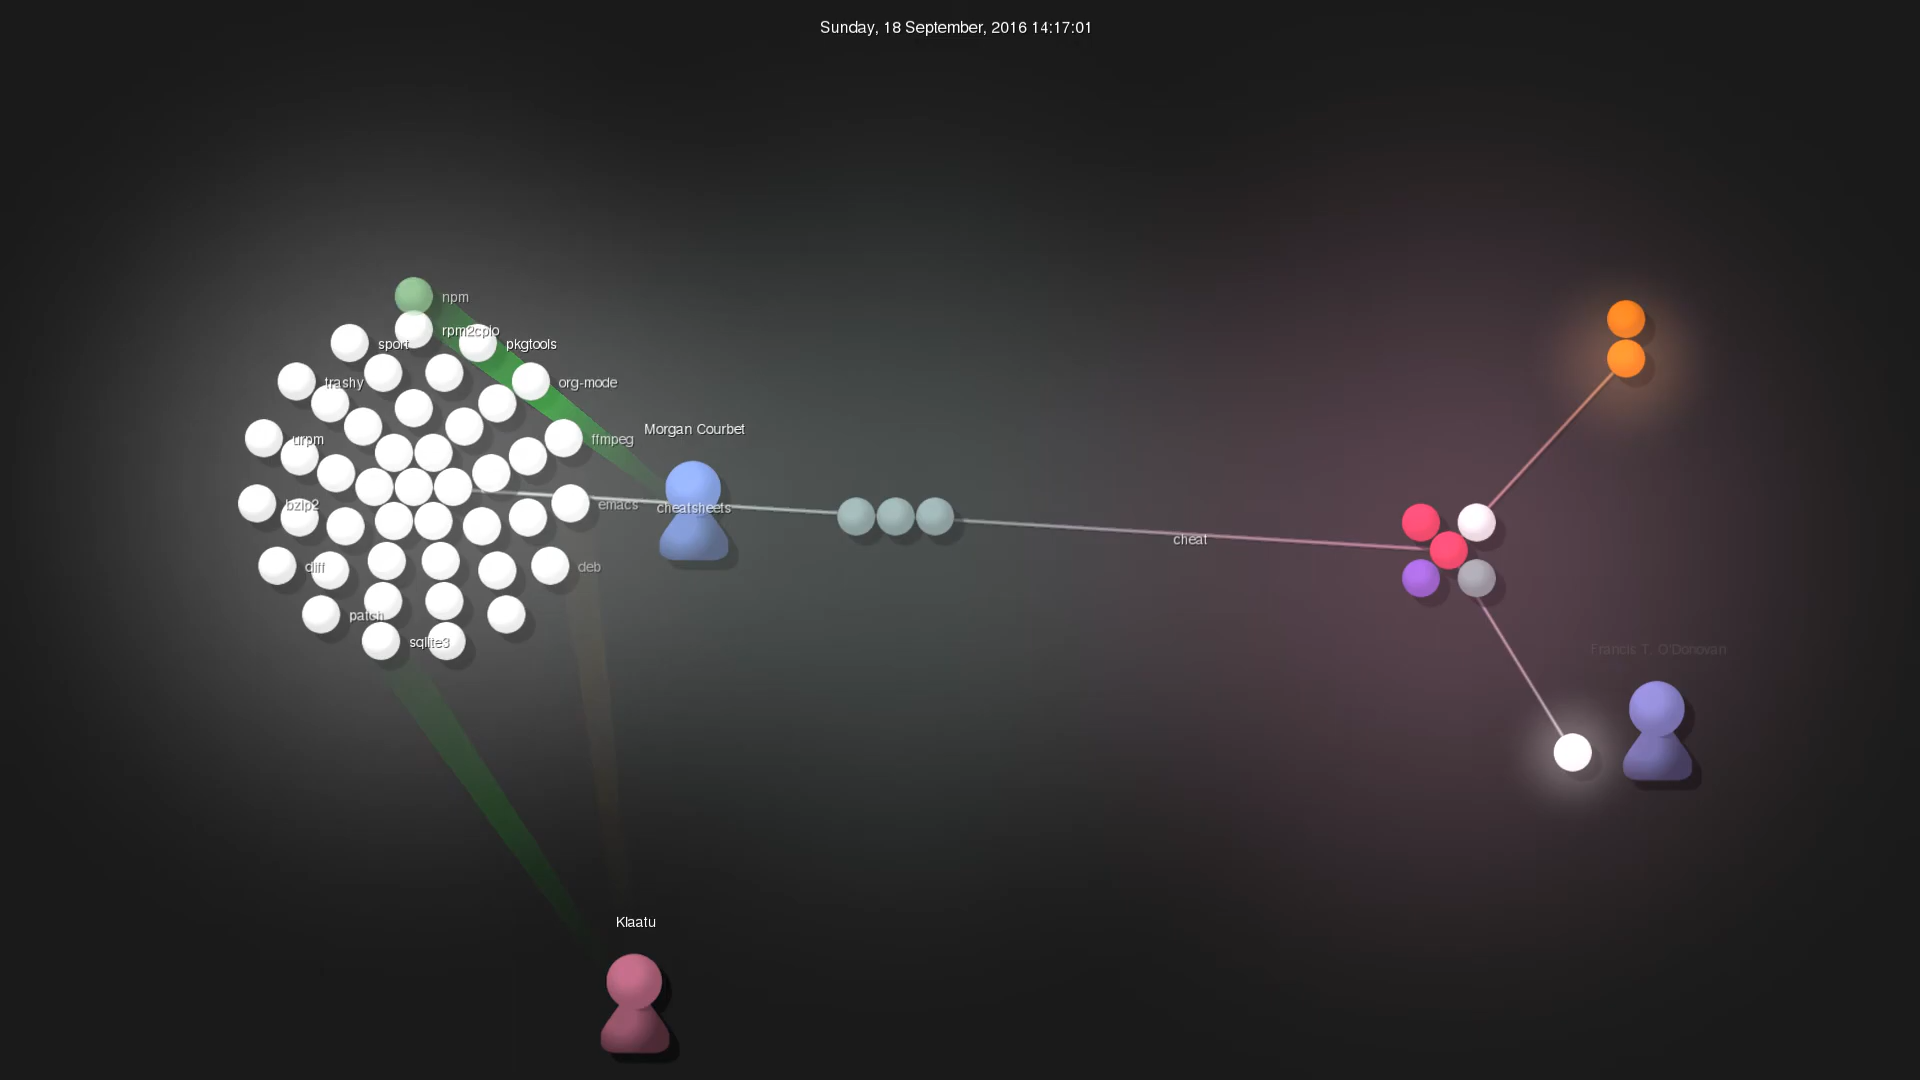 Sunday, 18 September, 2016 14:17:01
npm
rpm2cpio
sport
pkgtools
trashy
org-mode
Morgan Courbet
urpm
ffmpeg
bzip2
emacs
cheatsheets
cheat
diff
deb
patch
sqlite3
Francis T. O'Donovan
Klaatu